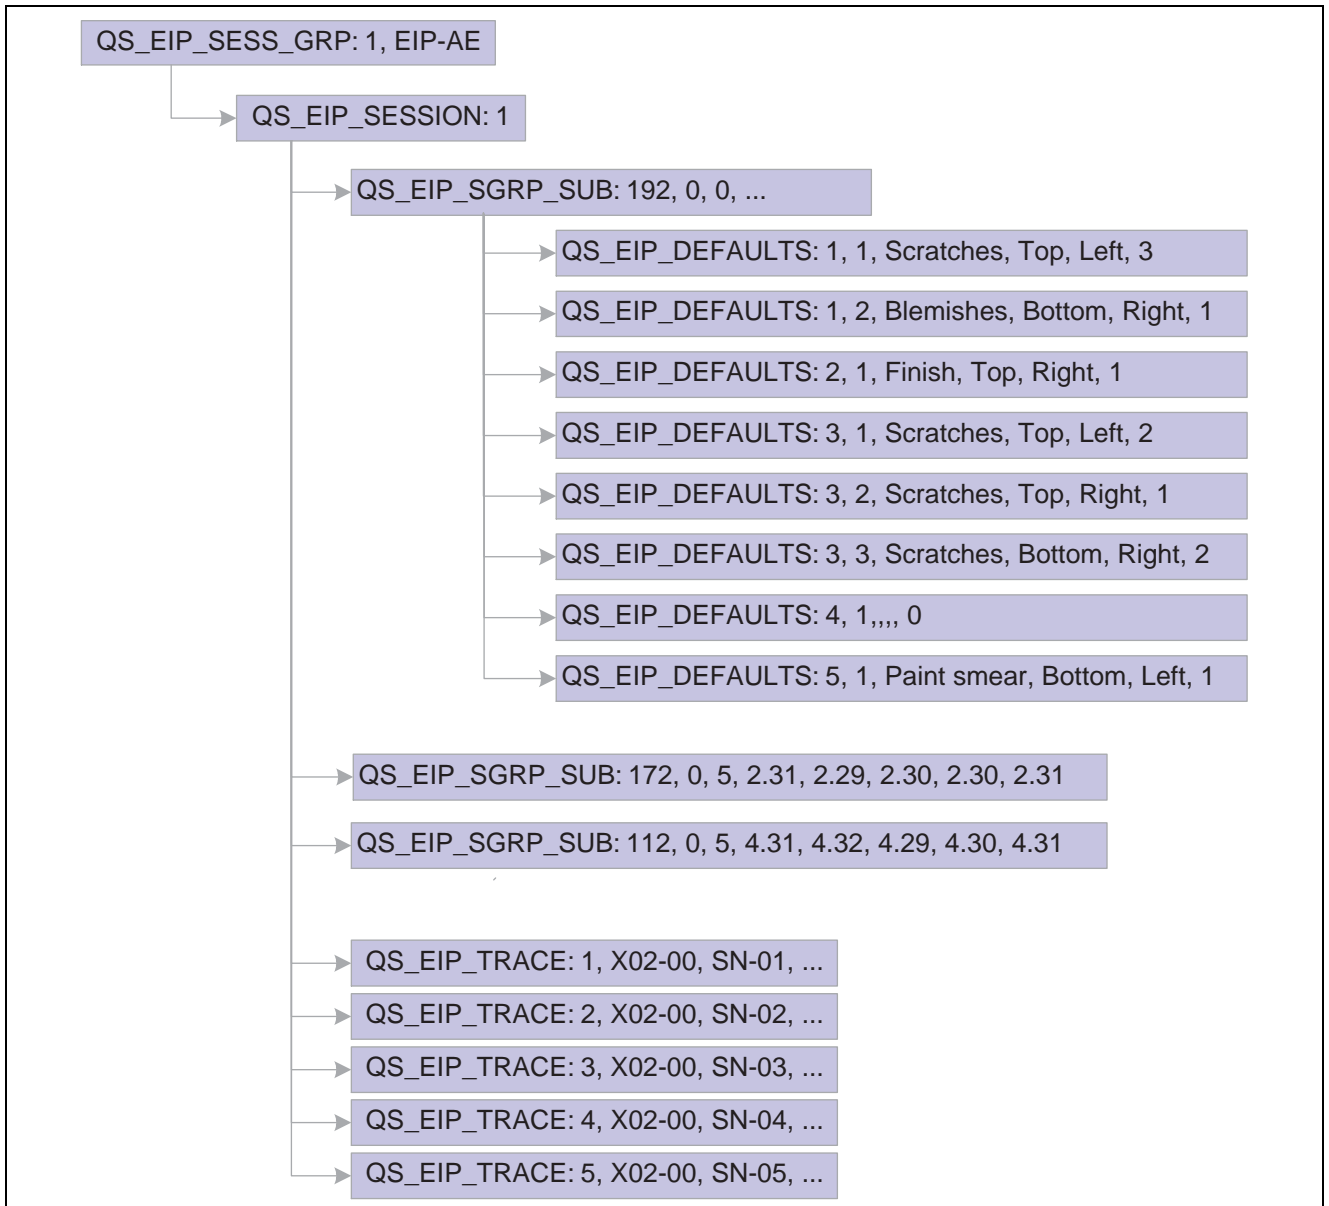 QS_EIP_SESS_GRP: 1, EIP-AE
QS_EIP_SESSION: 1
QS_EIP_SGRP_SUB: 192, 0, 0, ...
QS_EIP_DEFAULTS: 1, 1, Scratches, Top, Left, 3
QS_EIP_DEFAULTS: 1, 2, Blemishes, Bottom, Right, 1
QS_EIP_DEFAULTS: 2, 1, Finish, Top, Right, 1
QS_EIP_DEFAULTS: 3, 1, Scratches, Top, Left, 2
QS_EIP_DEFAULTS: 3, 2, Scratches, Top, Right, 1
QS_EIP_DEFAULTS: 3, 3, Scratches, Bottom, Right, 2
QS_EIP_DEFAULTS: 4, 1,,,, 0
QS_EIP_DEFAULTS: 5, 1, Paint smear, Bottom, Left, 1
QS_EIP_SGRP_SUB: 172, 0, 5, 2.31, 2.29, 2.30, 2.30, 2.31
QS_EIP_SGRP_SUB: 112, 0, 5, 4.31, 4.32, 4.29, 4.30, 4.31
QS_EIP_TRACE: 1, X02-00, SN-01, ...
QS_EIP_TRACE: 2, X02-00, SN-02, ...
QS_EIP_TRACE: 3, X02-00, SN-03, ...
QS_EIP_TRACE: 4, X02-00, SN-04, ...
QS_EIP_TRACE: 5, X02-00, SN-05, ...